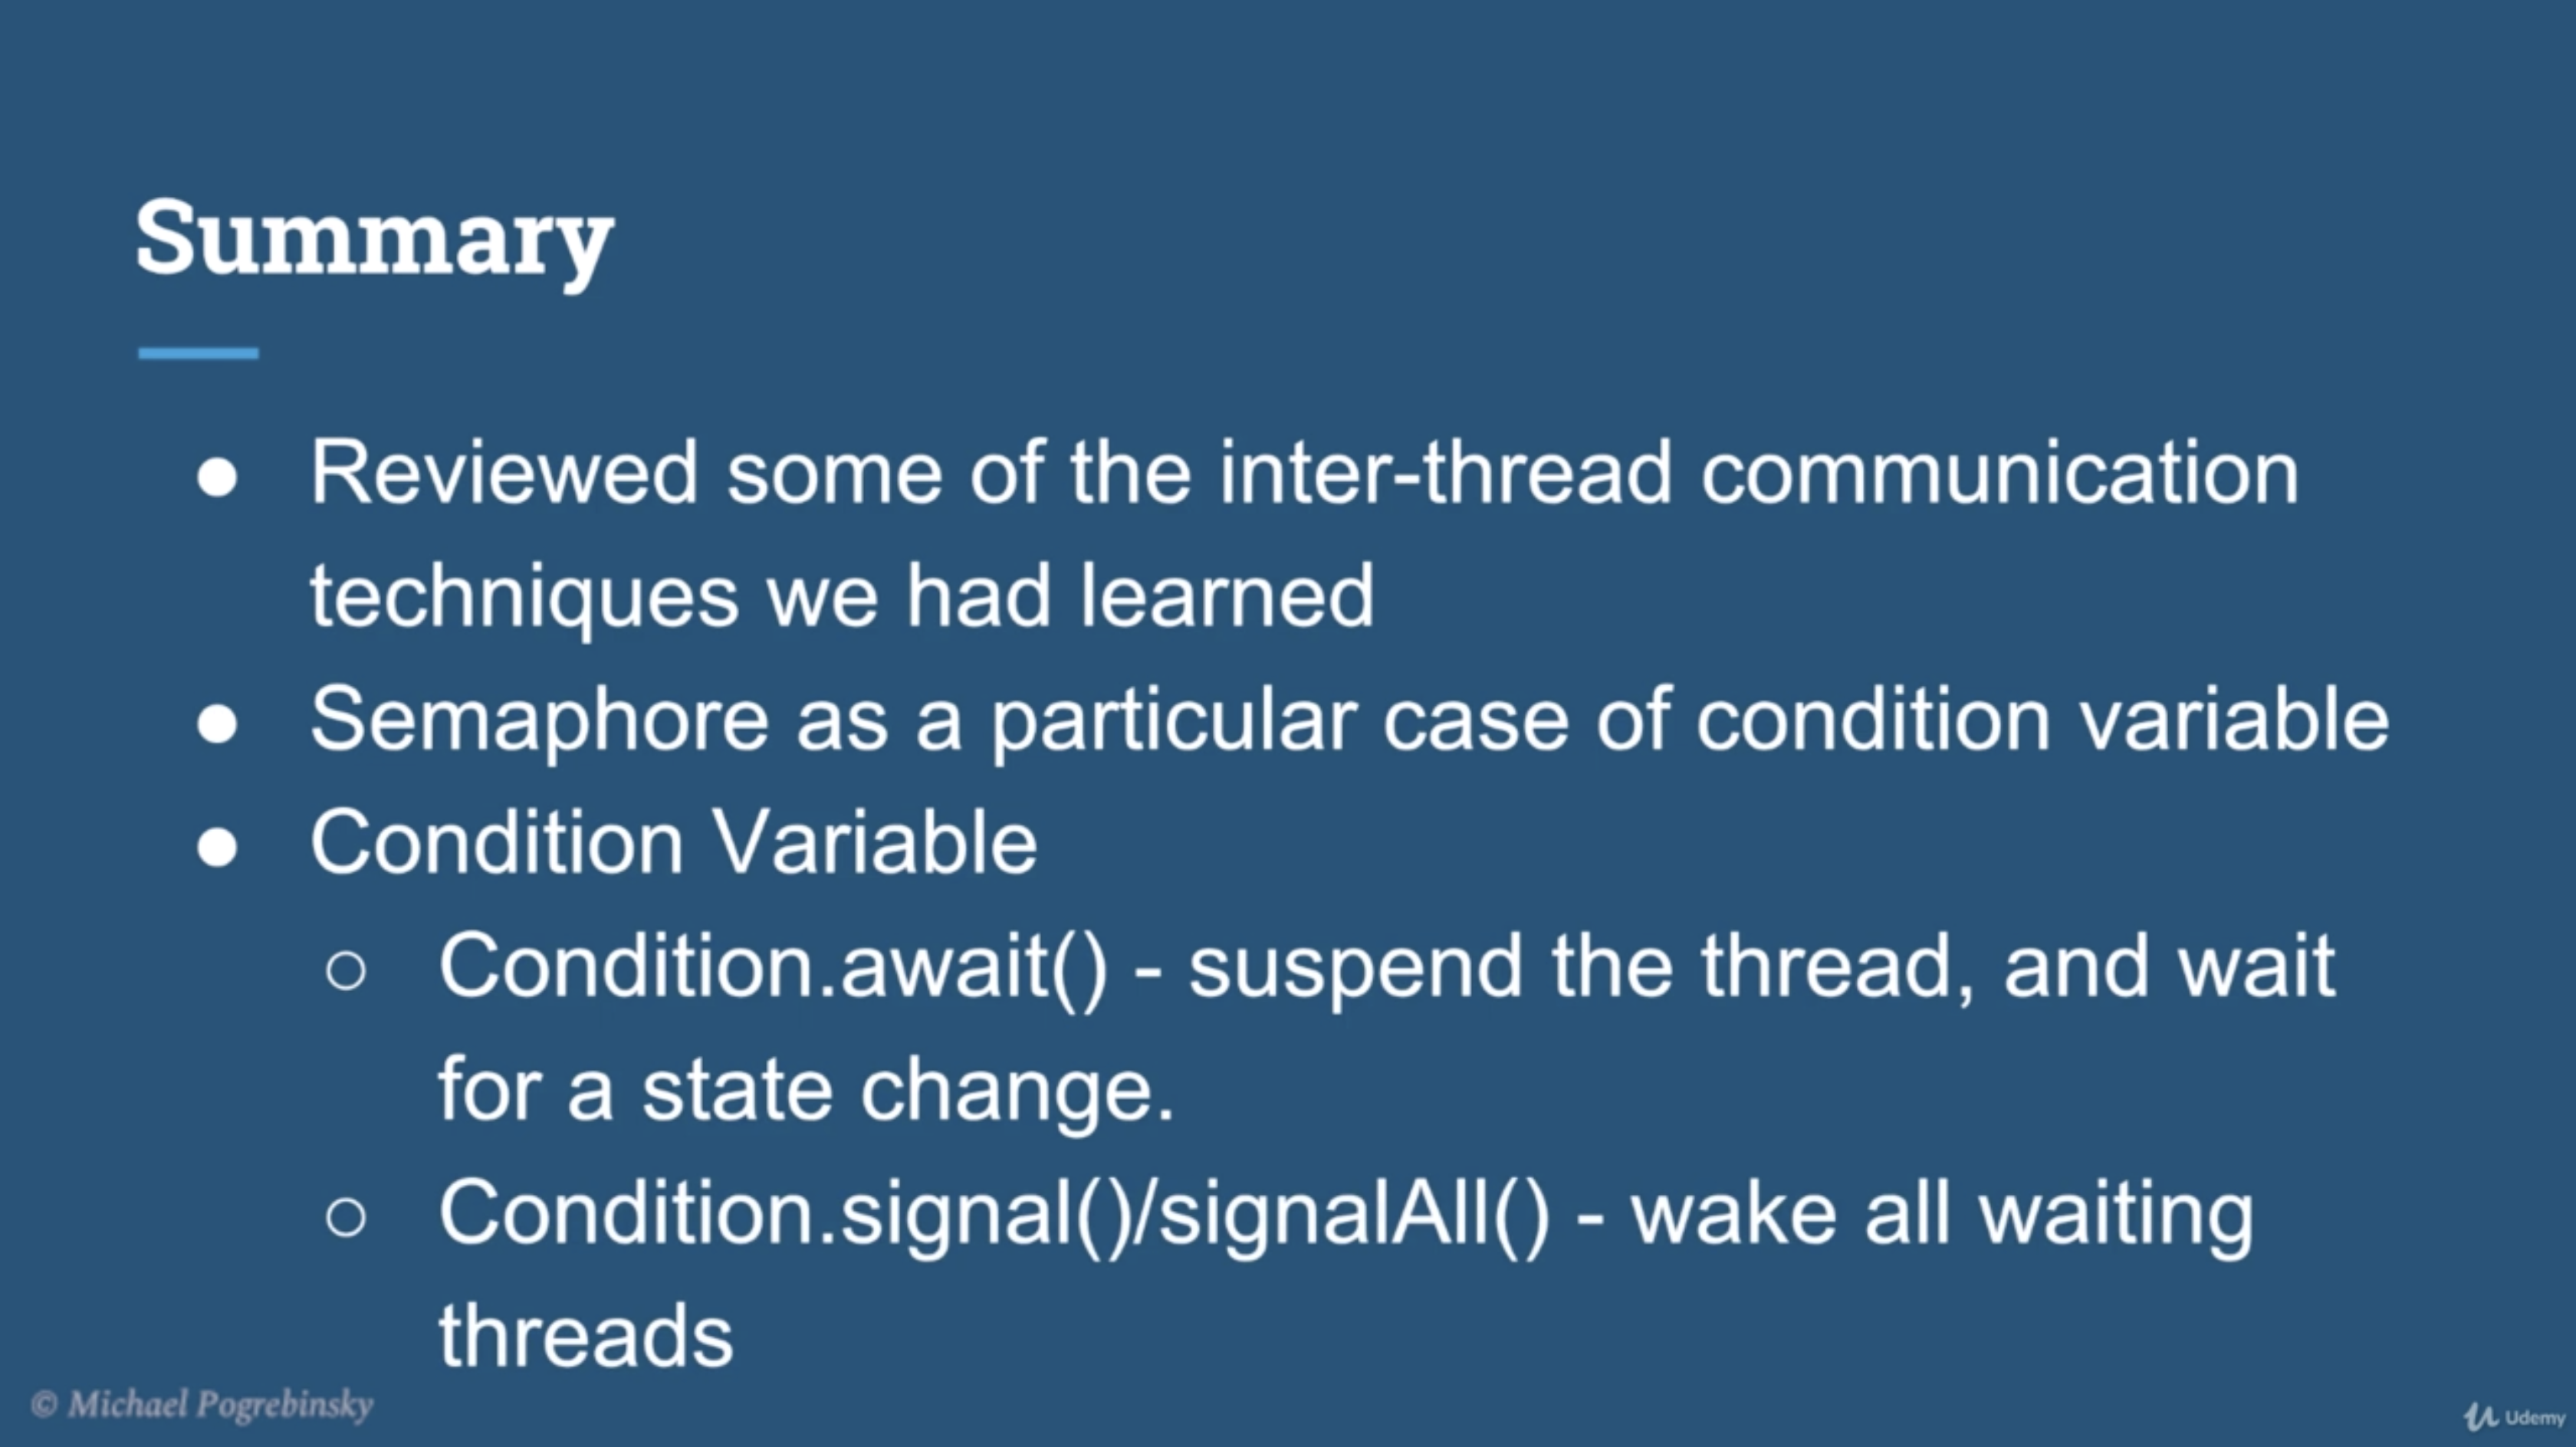 Summary
● Reviewed some of the inter-thread communication
techniques we had learned
● Semaphore as a particular case of condition variable
● Condition Variable
○ Condition.await() - suspend the thread, and wait
for a state change.
○ Condition.signal()/signalAll() - wake all waiting
threads
© Michael Pogrebinsky
Udemy